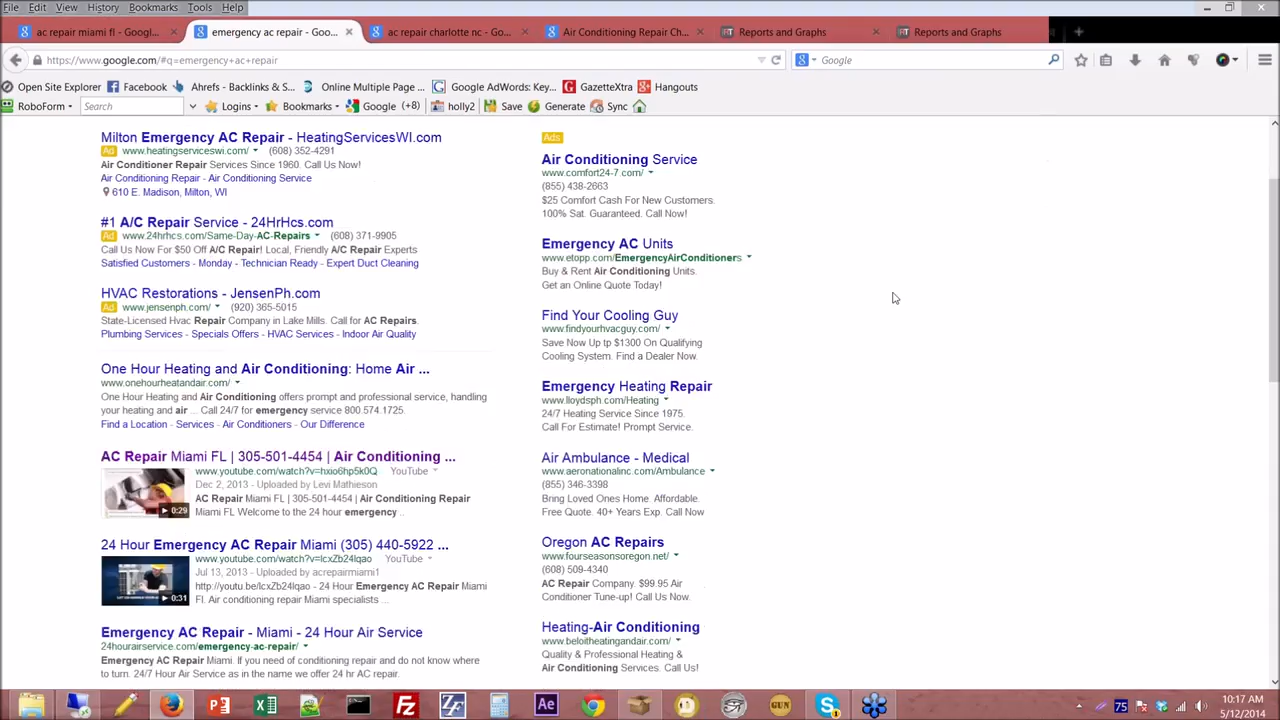 File Edit View History Bookmarks Tools Help
ac repair miami fl - Googl... × emergency ac repair - Goo... × ac repair charlotte nc - Goo... × Air Conditioning Repair Ch... × Reports and Graphs × Reports and Graphs × +
https://www.google.com/#q=emergency+ac+repair Google
Open Site Explorer Facebook Ahrefs - Backlinks & S... Online Multiple Page... Google AdWords: Key... GazetteXtra Hangouts
RoboForm Search Logins Bookmarks Google (+8) holly2 Save Generate Sync
Milton Emergency AC Repair - HeatingServicesWI.com
Ad www.heatingserviceswi.com/ (608) 352-4291
Air Conditioner Repair Services Since 1960. Call Us Now!
Air Conditioning Repair - Air Conditioning Service
610 E. Madison, Milton, WI
#1 A/C Repair Service - 24HrHcs.com
Ad www.24hrhcs.com/Same-Day-AC-Repairs (608) 371-9905
Call Us Now For $50 Off A/C Repair! Local, Friendly A/C Repair Experts
Satisfied Customers - Monday - Technician Ready - Expert Duct Cleaning
HVAC Restorations - JensenPh.com
Ad www.jensenph.com/ (920) 365-5015
State-Licensed Hvac Repair Company in Lake Mills. Call for AC Repairs.
Plumbing Services - Specials Offers - HVAC Services - Indoor Air Quality
One Hour Heating and Air Conditioning: Home Air ...
www.onehourheatandair.com/
One Hour Heating and Air Conditioning offers prompt and professional service, handling
your heating and air ... Call 24/7 for emergency service 800.574.1725.
Find a Location - Services - Air Conditioners - Our Difference
AC Repair Miami FL | 305-501-4454 | Air Conditioning ...
www.youtube.com/watch?v=hxio6hp5k0Q YouTube
Dec 2, 2013 - Uploaded by Levi Mathieson
AC Repair Miami FL | 305-501-4454 | Air Conditioning Repair
Miami FL Welcome to the 24 hour emergency ..
0:29
24 Hour Emergency AC Repair Miami (305) 440-5922 ...
www.youtube.com/watch?v=lcxZb24lqao YouTube
Jul 13, 2013 - Uploaded by acrepairmiami1
http://youtu.be/lcxZb24lqao - 24 Hour Emergency AC Repair Miami
FL. Air conditioning repair Miami specialists ...
0:31
Emergency AC Repair - Miami - 24 Hour Air Service
24hourairservice.com/emergency-ac-repair/
Emergency AC Repair Miami. If you need of conditioning repair and do not know where
to turn. 24/7 Hour Air Service as in the name we offer 24 hr AC repair.
Ads
Air Conditioning Service
www.comfort24-7.com/
(855) 438-2663
$25 Comfort Cash For New Customers.
100% Sat. Guaranteed. Call Now!
Emergency AC Units
www.etopp.com/EmergencyAirConditioners
Buy & Rent Air Conditioning Units.
Get an Online Quote Today!
Find Your Cooling Guy
www.findyourhvacguy.com/
Save Now Up tp $1300 On Qualifying
Cooling System. Find a Dealer Now.
Emergency Heating Repair
www.lloydsph.com/Heating
24/7 Heating Service Since 1975.
Call For Estimate! Prompt Service.
Air Ambulance - Medical
www.aeronationalinc.com/Ambulance
(855) 346-3398
Bring Loved Ones Home. Affordable.
Free Quote. 40+ Years Exp. Call Now
Oregon AC Repairs
www.fourseasonsoregon.net/
(608) 509-4340
AC Repair Company. $99.95 Air
Conditioner Tune-up! Call Us Now.
Heating-Air Conditioning
www.beloitheatingandair.com/
Quality & Professional Heating &
Air Conditioning Services. Call Us!
Ae GUN 75
10:17 AM
5/12/2014